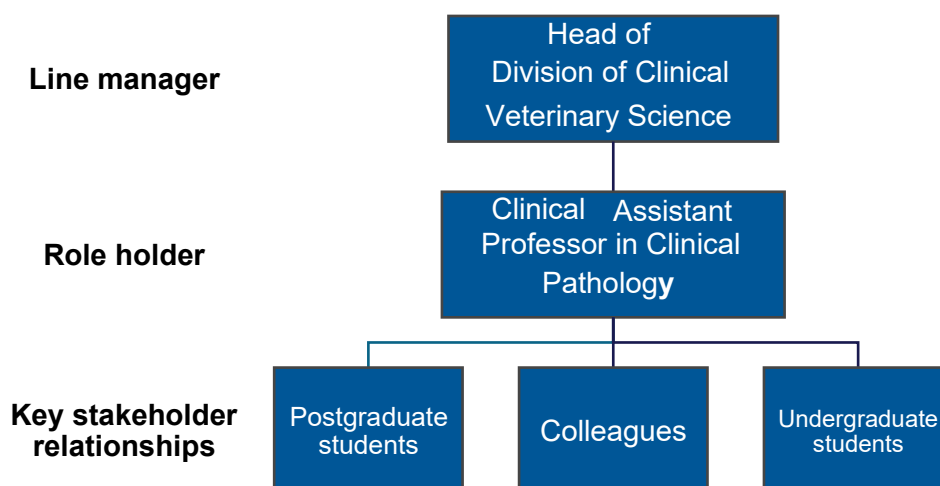 Line manager
Head of
Division of Clinical
Veterinary Science
Role holder
Clinical Assistant
Professor in Clinical
Pathology
Key stakeholder
relationships
Postgraduate
students
Colleagues
Undergraduate
students